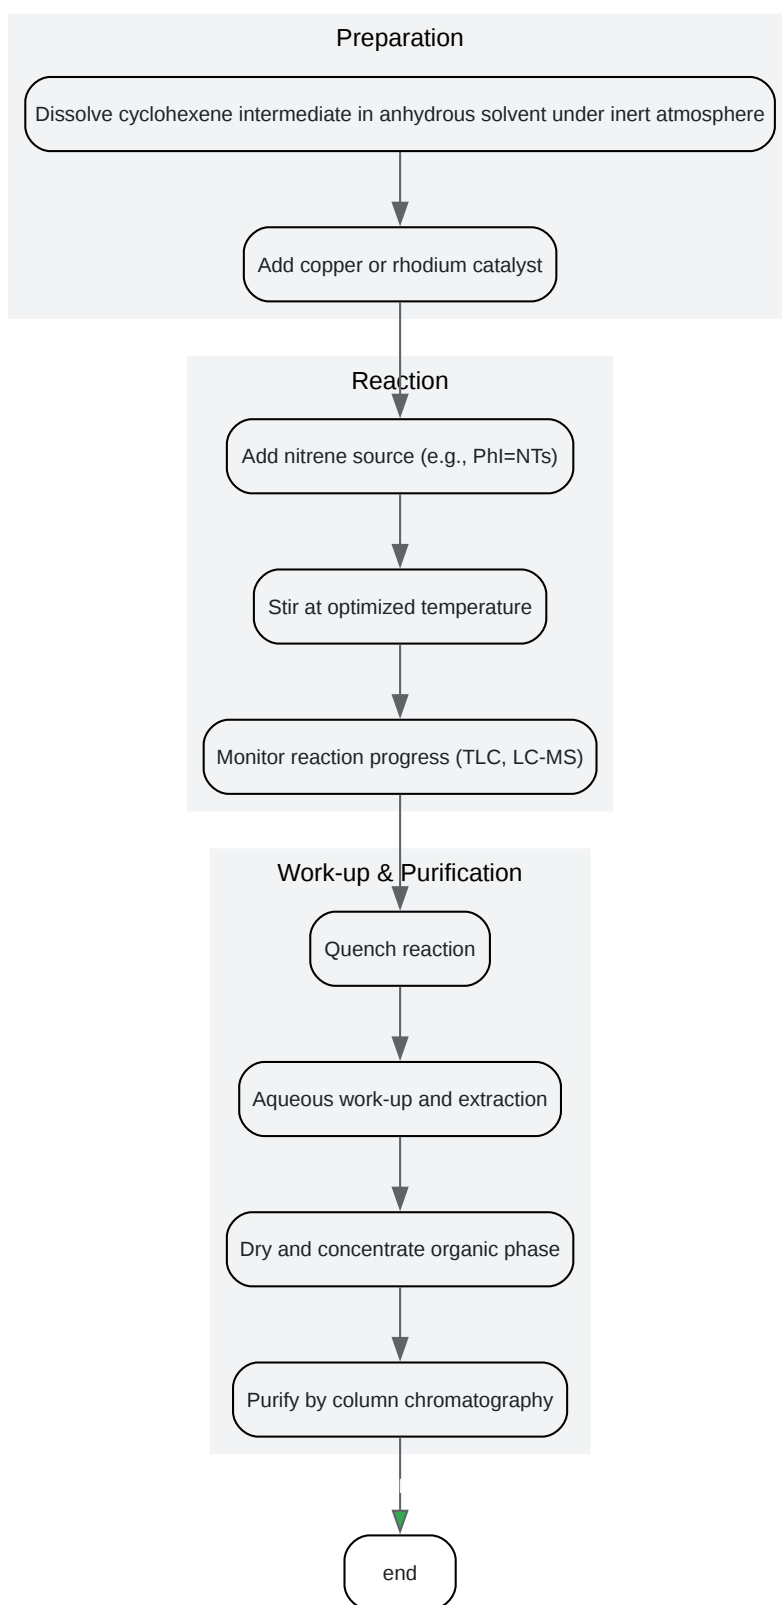 Preparation
Dissolve cyclohexene intermediate in anhydrous solvent under inert atmosphere
Add copper or rhodium catalyst
Reaction
Add nitrene source (e.g., PhI=NTs)
Stir at optimized temperature
Monitor reaction progress (TLC, LC-MS)
Work-up & Purification
Quench reaction
Aqueous work-up and extraction
Dry and concentrate organic phase
Purify by column chromatography
end